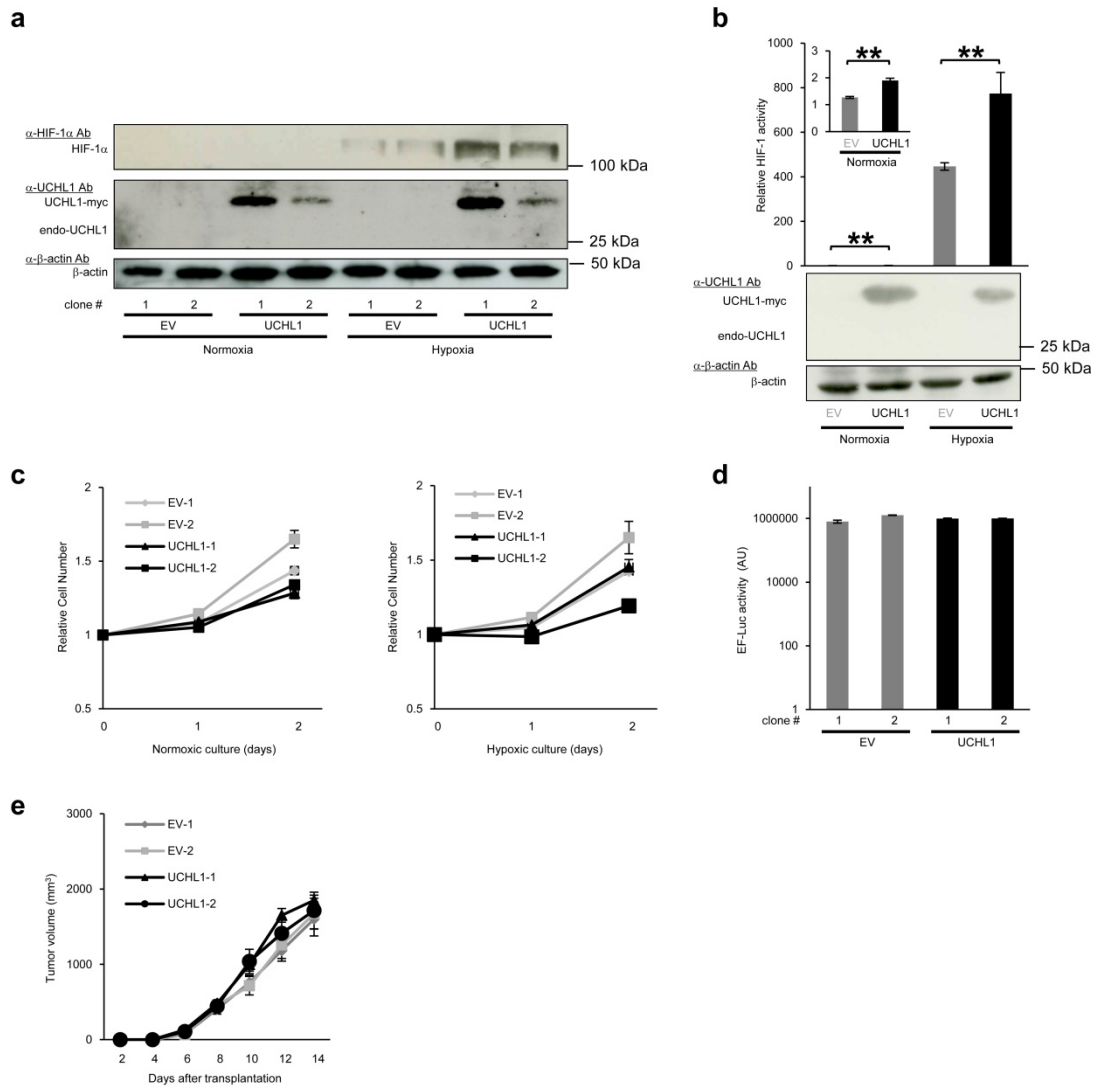 a
α-HIF-1α Ab
HIF-1α
100 kDa
α-UCHL1 Ab
UCHL1-myc
endo-UCHL1
25 kDa
α-β-actin Ab
50 kDa
β-actin
clone # 1 2 1 2 1 2 1 2
EV UCHL1 EV UCHL1
Normoxia Hypoxia
b
Relative HIF-1 activity
1000
800
600
400
200
0
3
2
1
0
**
EV UCHL1
Normoxia
**
**
α-UCHL1 Ab
UCHL1-myc
endo-UCHL1
25 kDa
α-β-actin Ab
50 kDa
β-actin
EV UCHL1 EV UCHL1
Normoxia Hypoxia
c
Relative Cell Number
2
1.5
1
0.5
EV-1
EV-2
UCHL1-1
UCHL1-2
0 1 2
Normoxic culture (days)
Relative Cell Number
2
1.5
1
0.5
EV-1
EV-2
UCHL1-1
UCHL1-2
0 1 2
Hypoxic culture (days)
d
EF-Luc activity (AU)
1000000
10000
100
1
clone # 1 2 1 2
EV UCHL1
e
Tumor volume (mm³)
3000
2000
1000
0
EV-1
EV-2
UCHL1-1
UCHL1-2
2 4 6 8 10 12 14
Days after transplantation